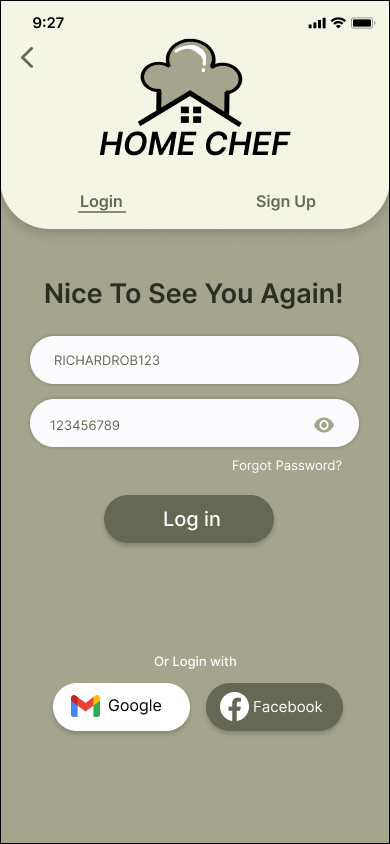 9:27
HOME CHEF
Login
Sign Up
Nice To See You Again!
RICHARDROB123
123456789
Forgot Password?
Log in
Or Login with
Google
Facebook